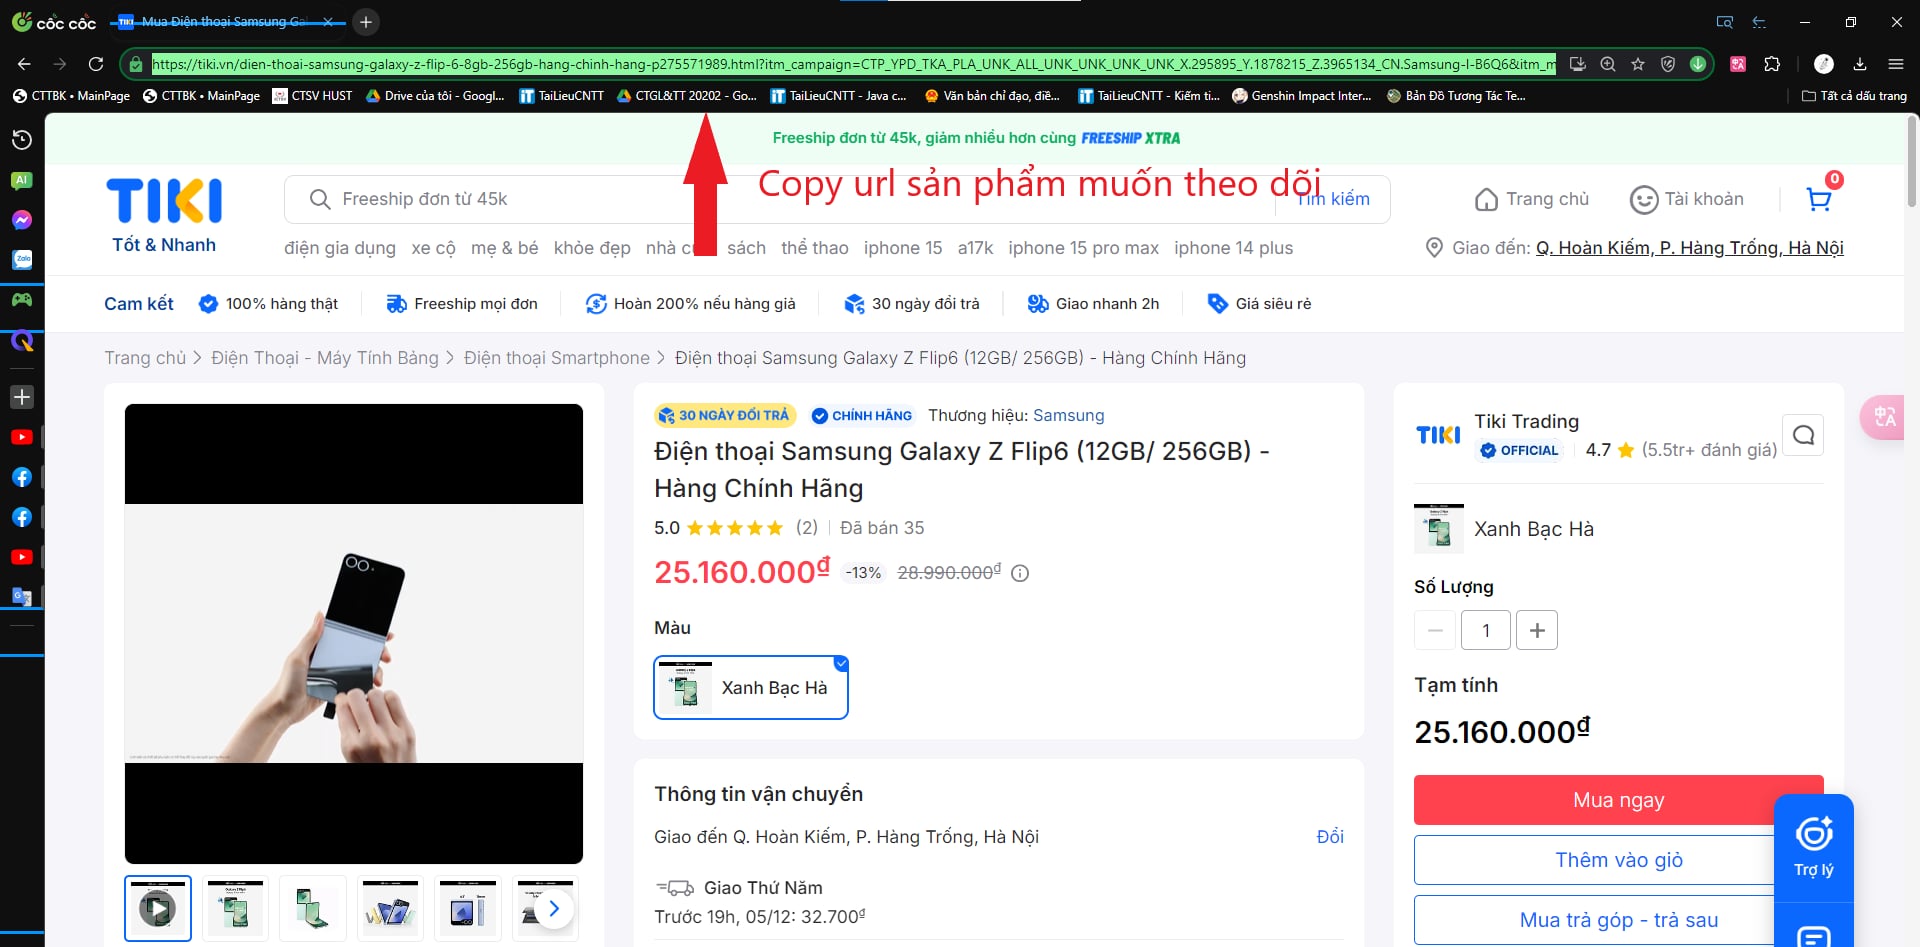 cốc cốc
TIKI Mua Điện thoại Samsung Ga
https://tiki.vn/dien-thoai-samsung-galaxy-z-flip-6-8gb-256gb-hang-chinh-hang-p275571989.html?itm_campaign=CTP_YPD_TKA_PLA_UNK_ALL_UNK_UNK_UNK_UNK_X.295895_Y.1878215_Z.3965134_CN.Samsung-I-B6Q6&itm_m
CTTBK • MainPage CTTBK • MainPage CTSV HUST Drive của tôi - Googl... TaiLieuCNTT CTGL&TT 20202 - Go... TaiLieuCNTT - Java c... Văn bản chỉ đạo, điề... TaiLieuCNTT - Kiểm ti... Genshin Impact Inter... Bản Đồ Tương Tác Te... Tất cả dấu trang
Freeship đơn từ 45k, giảm nhiều hơn cùng FREESHIP XTRA
Copy url sản phẩm muốn theo dõi
TIKI
Tốt & Nhanh
Freeship đơn từ 45k
Tìm kiếm
Trang chủ Tài khoản 0
điện gia dụng xe cộ mẹ & bé khỏe đẹp nhà sách thể thao iphone 15 a17k iphone 15 pro max iphone 14 plus
Giao đến: Q. Hoàn Kiếm, P. Hàng Trống, Hà Nội
Cam kết 100% hàng thật Freeship mọi đơn Hoàn 200% nếu hàng giả 30 ngày đổi trả Giao nhanh 2h Giá siêu rẻ
Trang chủ > Điện Thoại - Máy Tính Bảng > Điện thoại Smartphone > Điện thoại Samsung Galaxy Z Flip6 (12GB/ 256GB) - Hàng Chính Hãng
30 NGÀY ĐỔI TRẢ CHÍNH HÃNG Thương hiệu: Samsung
Điện thoại Samsung Galaxy Z Flip6 (12GB/ 256GB) -
Hàng Chính Hãng
5.0 (2) Đã bán 35
25.160.000₫ -13% 28.990.000₫
Màu
Xanh Bạc Hà
Thông tin vận chuyển
Giao đến Q. Hoàn Kiếm, P. Hàng Trống, Hà Nội Đổi
Giao Thứ Năm
Trước 19h, 05/12: 32.700₫
TIKI
Tiki Trading
OFFICIAL 4.7 (5.5tr+ đánh giá)
Xanh Bạc Hà
Số Lượng
1
Tạm tính
25.160.000₫
Mua ngay
Thêm vào giỏ
Mua trả góp - trả sau
Trợ lý
AI
Zalo